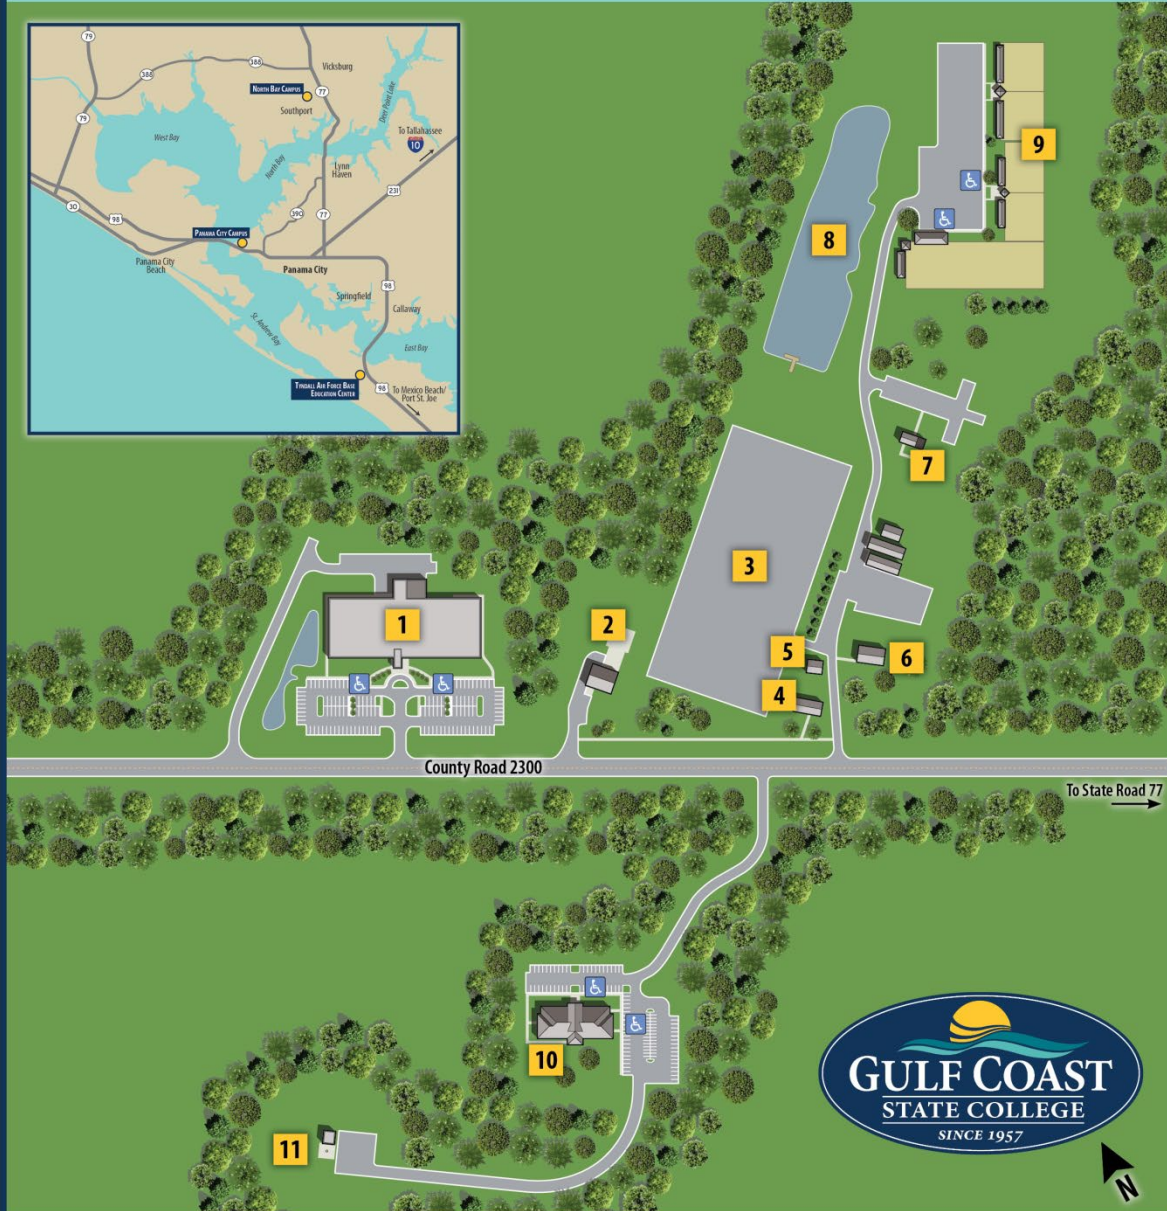 79
388
388
Vicksburg
NORTH BAY CAMPUS
77
Southport
Deer Point Lake
79
West Bay
To Tallahassee
10
North Bay
Lynn
Haven
231
30
98
390
77
PANAMA CITY CAMPUS
Panama City
Beach
Panama City
98
Springfield
Callaway
St. Andrew Bay
East Bay
TYNDALL AIR FORCE BASE
EDUCATION CENTER
98
To Mexico Beach/
Port St. Joe
9
8
7
3
1
2
5
6
4
County Road 2300
To State Road 77
10
11
GULF COAST
STATE COLLEGE
SINCE 1957
N